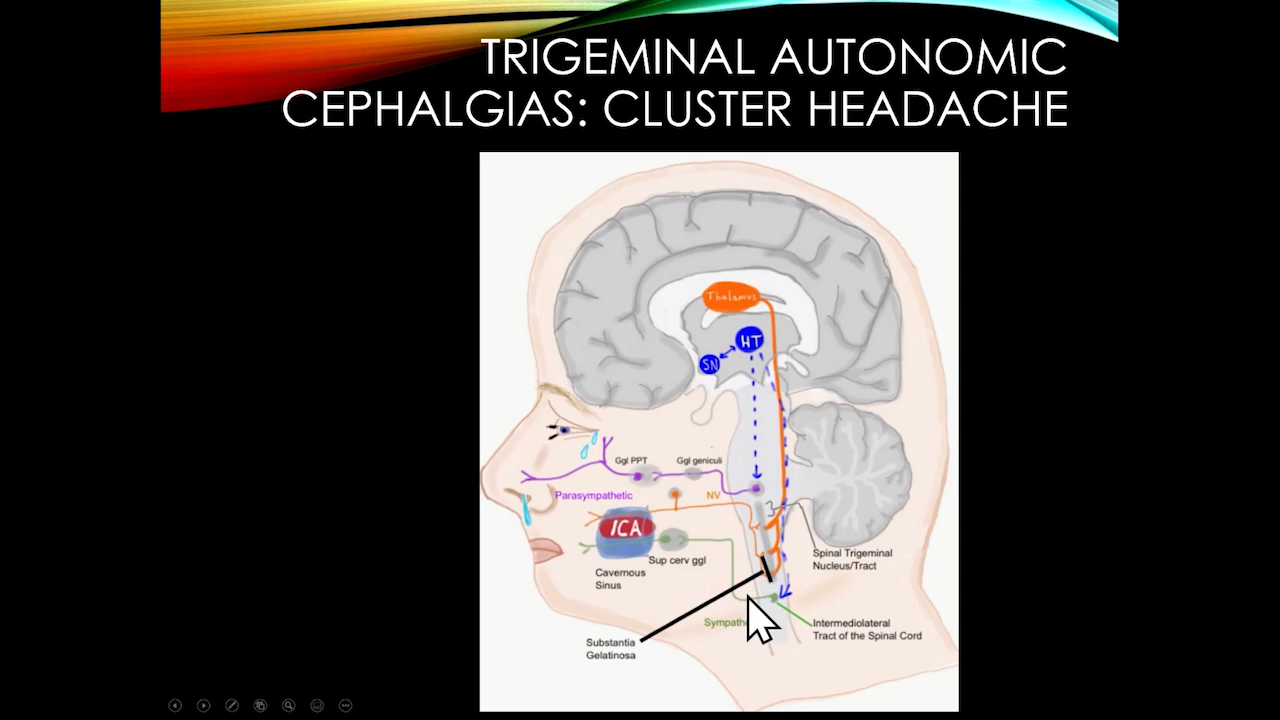 TRIGEMINAL AUTONOMIC
CEPHALGIAS: CLUSTER HEADACHE
Thalamus
HT
SN
Ggl PPT
Ggl geniculi
Parasympathetic
NV
ICA
Sup cerv ggl
Cavernous
Sinus
Spinal Trigeminal
Nucleus/Tract
Intermediolateral
Tract of the Spinal Cord
Substantia
Gelatinosa